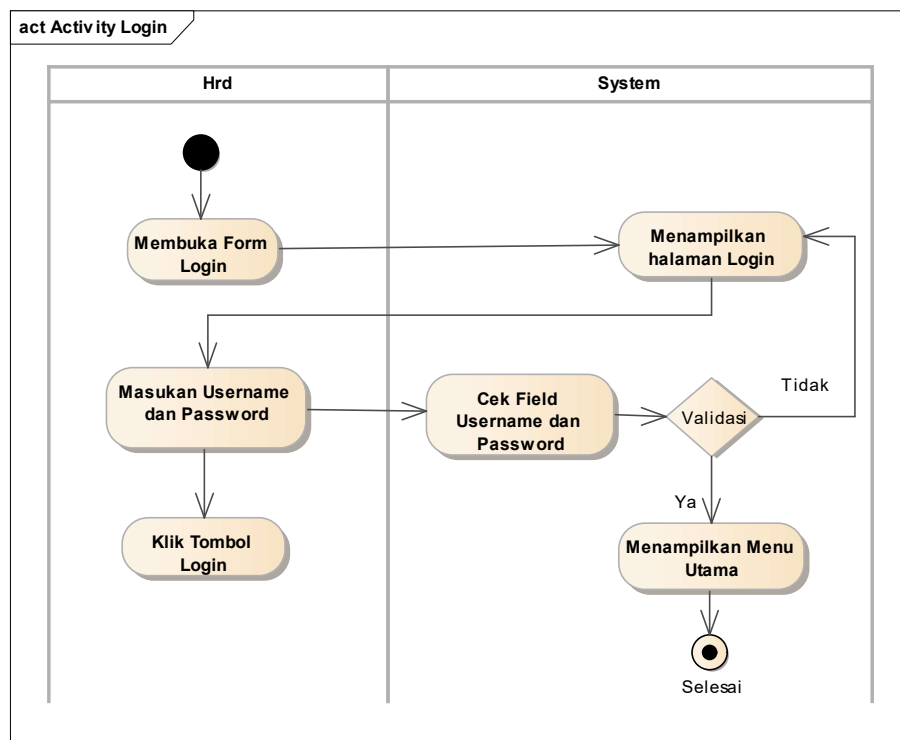 act Activity Login
Hrd
System
Membuka Form
Login
Menampilkan
halaman Login
Masukan Username
dan Password
Cek Field
Username dan
Password
Validasi
Tidak
Ya
Klik Tombol
Login
Menampilkan Menu
Utama
Selesai